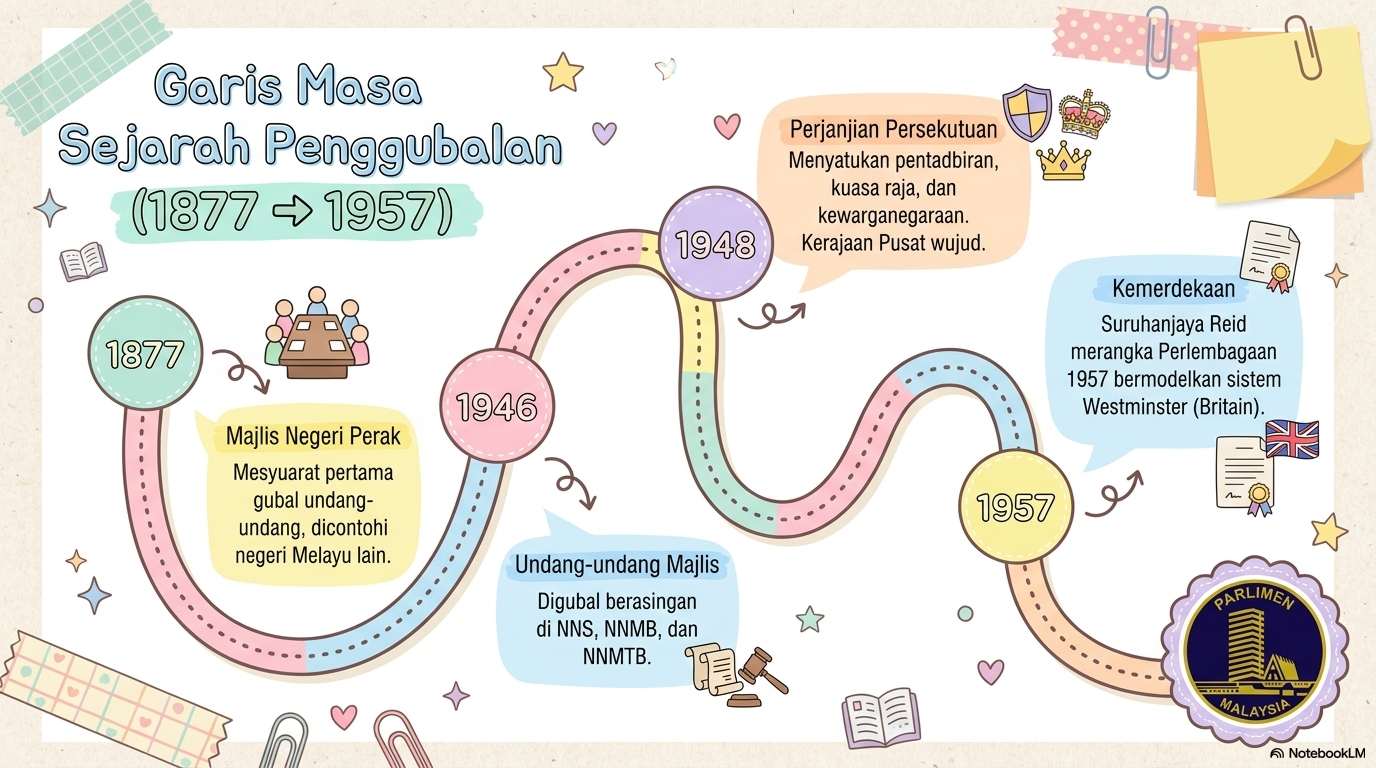 Garis Masa
Sejarah Penggubalan
(1877 → 1957)
1877
Majlis Negeri Perak
Mesyuarat pertama
gubal undang-
undang, dicontohi
negeri Melayu lain.
1946
Undang-undang Majlis
Digubal berasingan
di NNS, NNMB, dan
NNMTB.
1948
Perjanjian Persekutuan
Menyatukan pentadbiran,
kuasa raja, dan
kewarganegaraan.
Kerajaan Pusat wujud.
1957
Kemerdekaan
Suruhanjaya Reid
merangka Perlembagaan
1957 bermodelkan sistem
Westminster (Britain).
PARLIMEN
MALAYSIA
NotebookLM